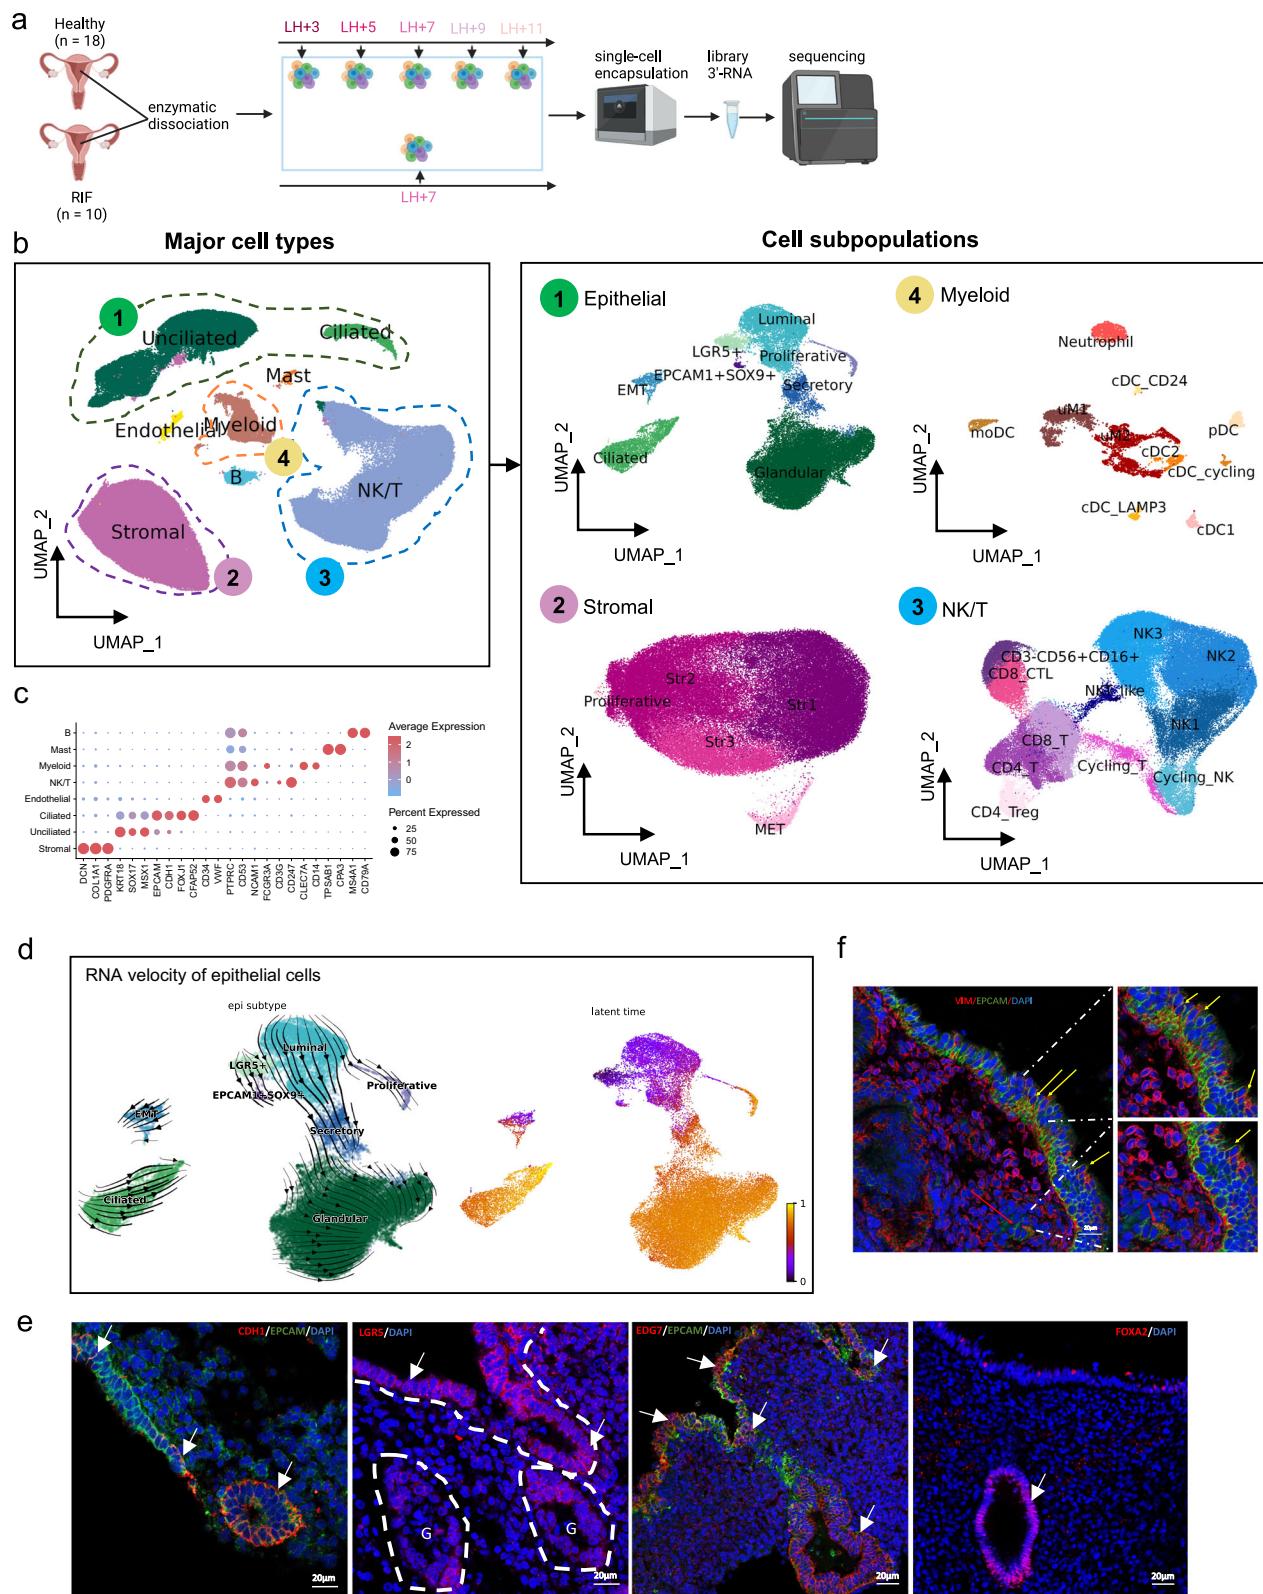 a
Healthy
(n = 18)
enzymatic
dissociation
RIF
(n = 10)
LH+3
LH+5
LH+7
LH+9
LH+11
LH+7
single-cell
encapsulation
library
3'-RNA
sequencing
b
Major cell types
Cell subpopulations
1
Unciliated
Ciliated
Mast
Endothelial
Myeloid
4
B
NK/T
Stromal
2
3
UMAP_2
UMAP_1
1 Epithelial
Luminal
LGR5+
Proliferative
EPCAM1+SOX9+
EMT
Secretory
Ciliated
Glandular
UMAP_2
UMAP_1
4 Myeloid
Neutrophil
cDC_CD24
uM1
moDC
uM2
pDC
cDC2
cDC_cycling
cDC_LAMP3
cDC1
UMAP_2
UMAP_1
2 Stromal
Str2
Proliferative
Str1
Str3
MET
UMAP_2
UMAP_1
3 NK/T
NK3
CD3-CD56+CD16+
NK2
CD8_CTL
NKT_like
NK1
CD8_T
CD4_T
Cycling_T
Cycling_NK
CD4_Treg
UMAP_2
UMAP_1
c
B
Mast
Myeloid
NK/T
Endothelial
Ciliated
Unciliated
Stromal
DCN
COL1A1
PDGFRA
KRT18
SOX17
MSX1
EPCAM
CDH1
FOXJ1
CFAP52
CD34
VWF
PTPRC
CD53
NCAM1
FCGR3A
CD3G
CD247
CLEC7A
CD14
TPSAB1
CPA3
MS4A1
CD79A
Average Expression
2
1
0
Percent Expressed
25
50
75
d
RNA velocity of epithelial cells
epi subtype
Luminal
LGR5+
Proliferative
EPCAM1+SOX9+
EMT
Secretory
Ciliated
Glandular
latent time
1
0
f
VIM/EPCAM/DAPI
20μm
e
CDH1/EPCAM/DAPI
20μm
LGR5/DAPI
G
G
20μm
EDG7/EPCAM/DAPI
20μm
FOXA2/DAPI
20μm